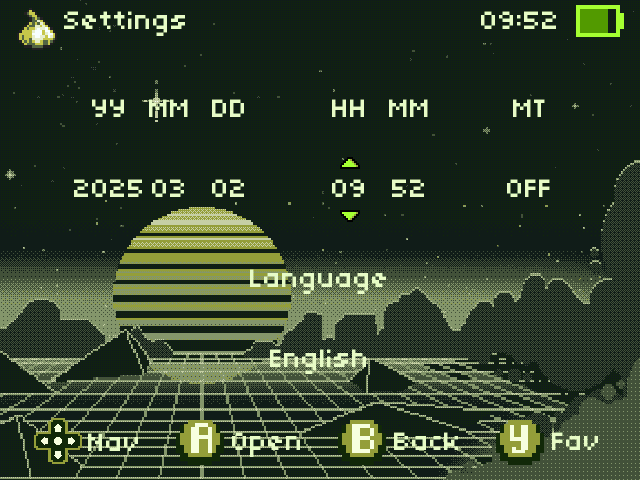 Settings 09:52
YY MM DD HH MM MT
2025 03 02 09 52 OFF
Language
English
Nav A Open B Back Y Fav